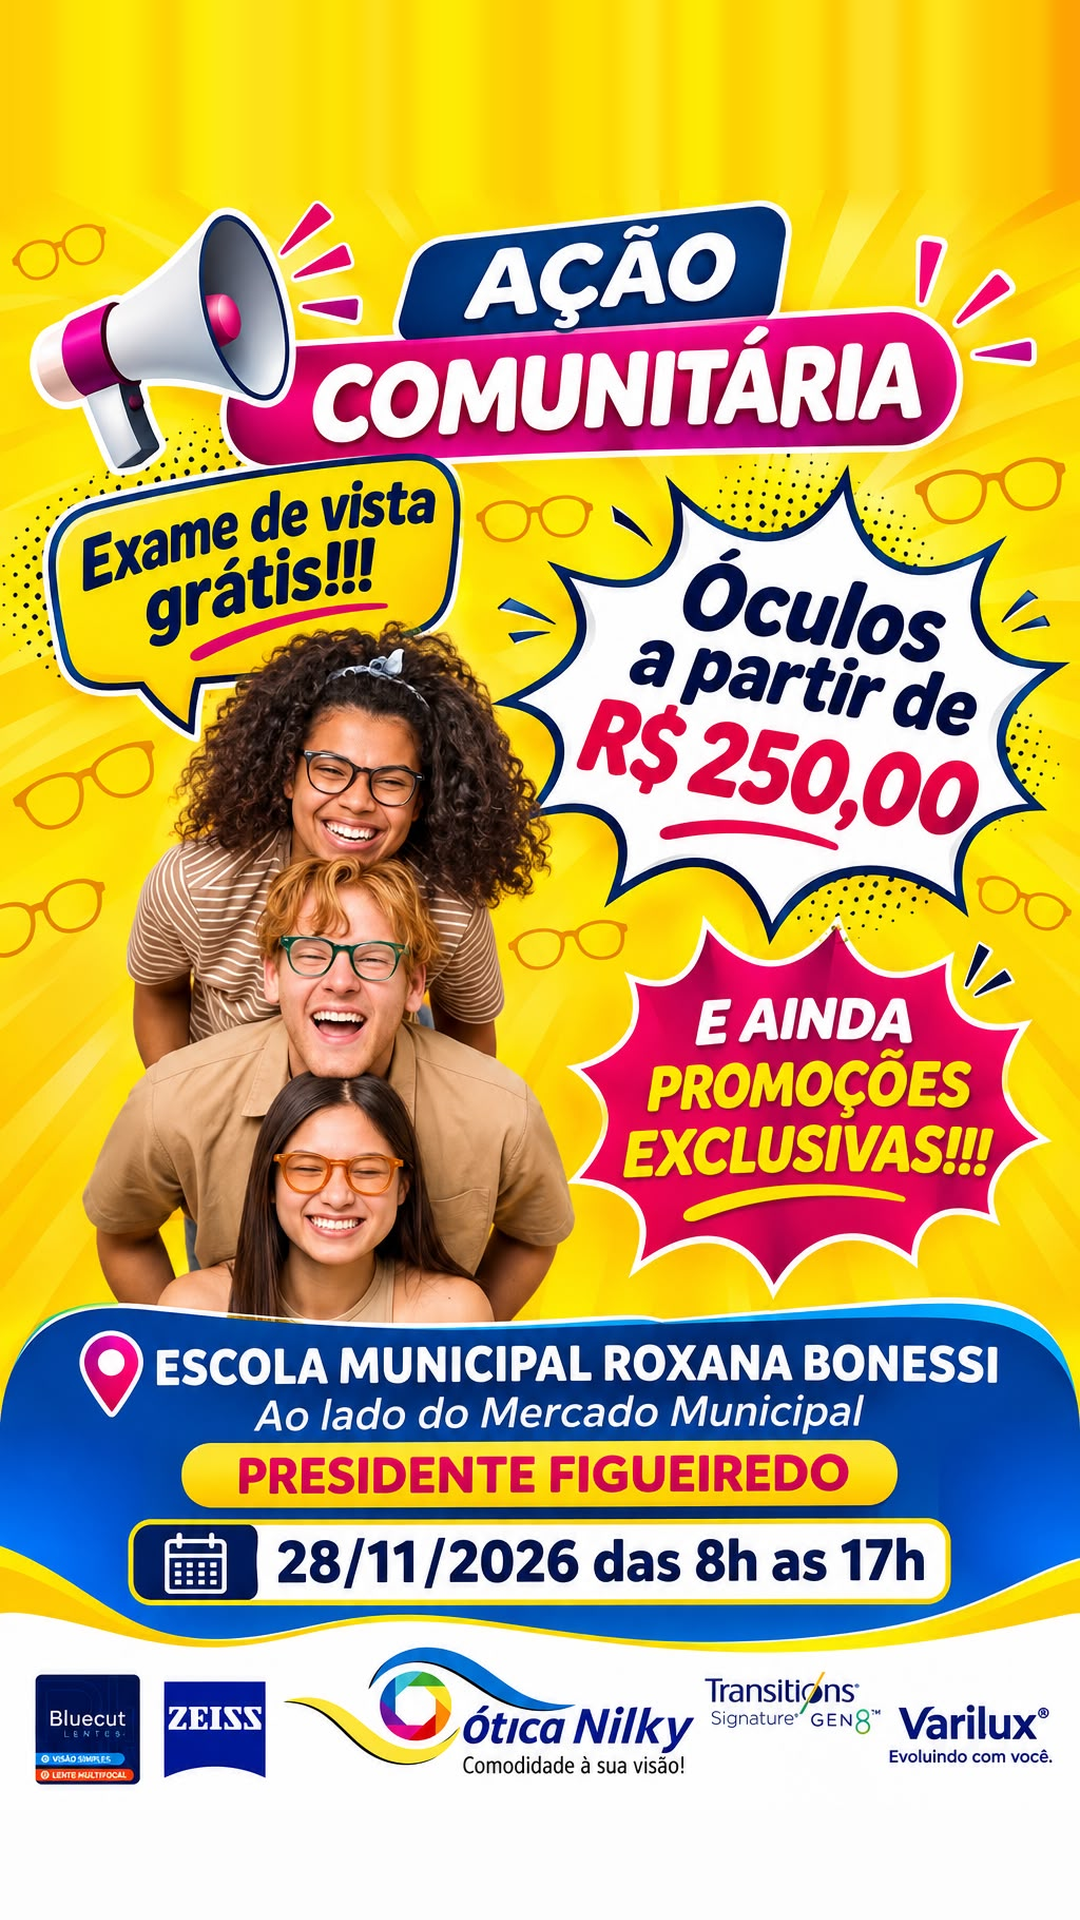 AÇÃO
COMUNITÁRIA
Exame de vista
grátis!!!
Óculos
a partir de
R$ 250,00
E AINDA
PROMOÇÕES
EXCLUSIVAS!!!
ESCOLA MUNICIPAL ROXANA BONESSI
Ao lado do Mercado Municipal
PRESIDENTE FIGUEIREDO
28/11/2026 das 8h as 17h
Bluecut
LENTES
VISÃO SIMPLES
LENTE MULTIFOCAL
ZEISS
Ótica Nilky
Comodidade à sua visão!
Transitions®
Signature® GEN8™
Varilux®
Evoluindo com você.